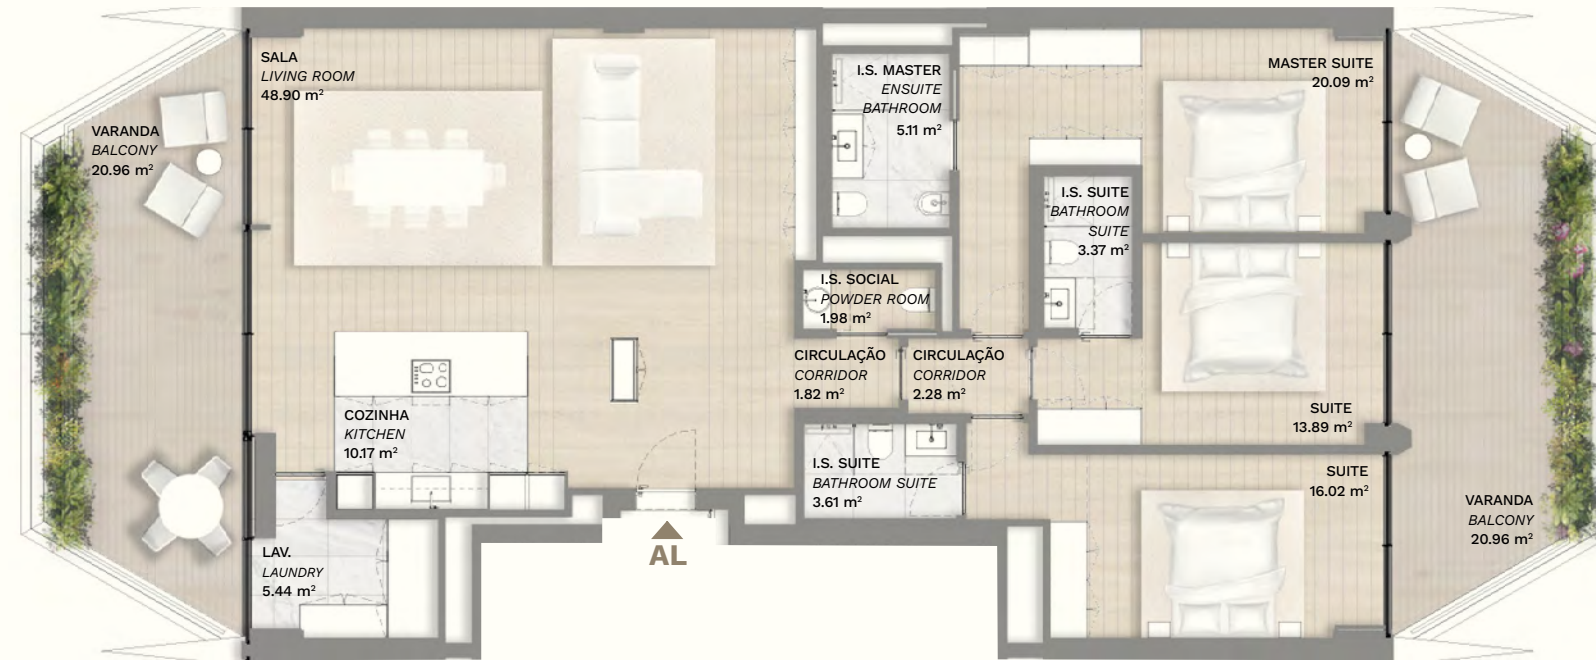 SALA
LIVING ROOM
48.90 m²
VARANDA
BALCONY
20.96 m²
COZINHA
KITCHEN
10.17 m²
LAV.
LAUNDRY
5.44 m²
AL
I.S. MASTER
ENSUITE
BATHROOM
5.11 m²
I.S. SOCIAL
POWDER ROOM
1.98 m²
CIRCULAÇÃO
CORRIDOR
1.82 m²
CIRCULAÇÃO
CORRIDOR
2.28 m²
I.S. SUITE
BATHROOM SUITE
3.61 m²
I.S. SUITE
BATHROOM
SUITE
3.37 m²
MASTER SUITE
20.09 m²
SUITE
13.89 m²
SUITE
16.02 m²
VARANDA
BALCONY
20.96 m²